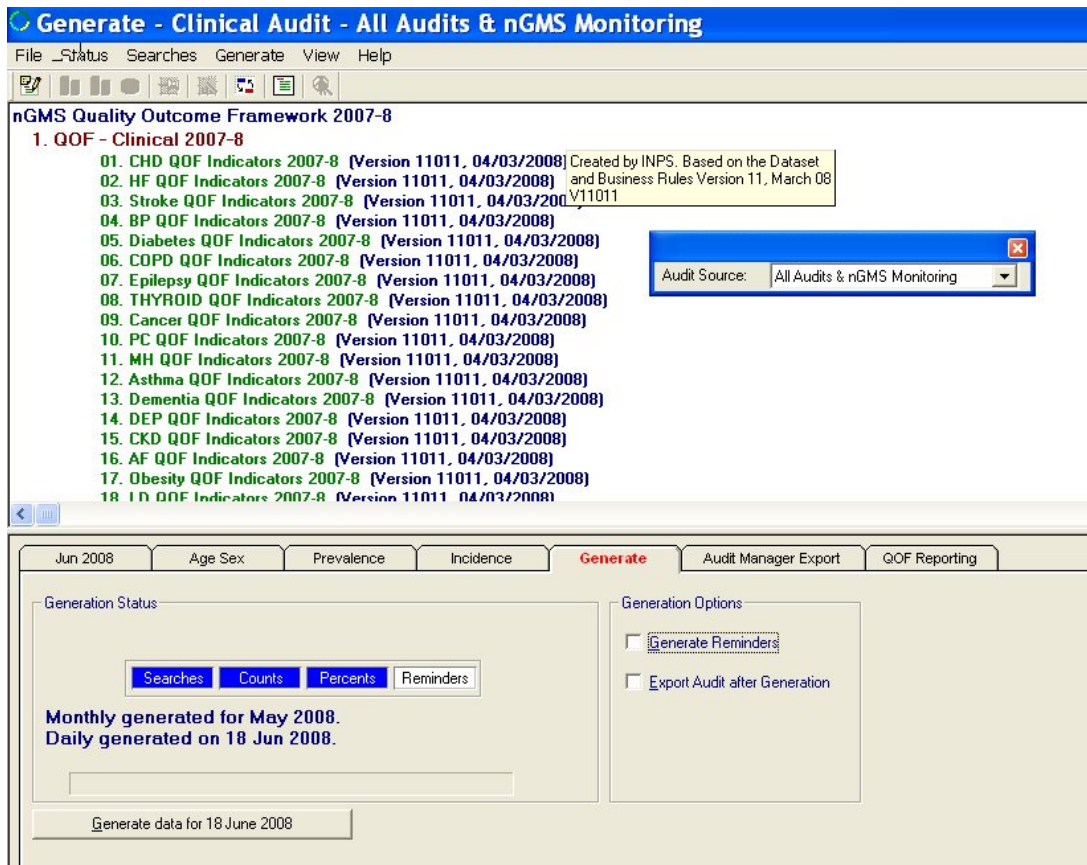 Generate - Clinical Audit - All Audits & nGMS Monitoring
File Status Searches Generate View Help
nGMS Quality Outcome Framework 2007-8
1. QOF - Clinical 2007-8
01. CHD QOF Indicators 2007-8 (Version 11011, 04/03/2008)
02. HF QOF Indicators 2007-8 (Version 11011, 04/03/2008)
03. Stroke QOF Indicators 2007-8 (Version 11011, 04/03/200
Created by INPS. Based on the Dataset
and Business Rules Version 11, March 08
V11011
04. BP QOF Indicators 2007-8 (Version 11011, 04/03/2008)
05. Diabetes QOF Indicators 2007-8 (Version 11011, 04/03/2008)
06. COPD QOF Indicators 2007-8 (Version 11011, 04/03/2008)
07. Epilepsy QOF Indicators 2007-8 (Version 11011, 04/03/2008)
08. THYROID QOF Indicators 2007-8 (Version 11011, 04/03/2008)
09. Cancer QOF Indicators 2007-8 (Version 11011, 04/03/2008)
10. PC QOF Indicators 2007-8 (Version 11011, 04/03/2008)
11. MH QOF Indicators 2007-8 (Version 11011, 04/03/2008)
12. Asthma QOF Indicators 2007-8 (Version 11011, 04/03/2008)
13. Dementia QOF Indicators 2007-8 (Version 11011, 04/03/2008)
14. DEP QOF Indicators 2007-8 (Version 11011, 04/03/2008)
15. CKD QOF Indicators 2007-8 (Version 11011, 04/03/2008)
16. AF QOF Indicators 2007-8 (Version 11011, 04/03/2008)
17. Obesity QOF Indicators 2007-8 (Version 11011, 04/03/2008)
18. LD QOF Indicators 2007-8 (Version 11011, 04/03/2008)
Audit Source: All Audits & nGMS Monitoring
Jun 2008 Age Sex Prevalence Incidence Generate Audit Manager Export QOF Reporting
Generation Status
Searches Counts Percents Reminders
Monthly generated for May 2008.
Daily generated on 18 Jun 2008.
Generate data for 18 June 2008
Generation Options
Generate Reminders
Export Audit after Generation